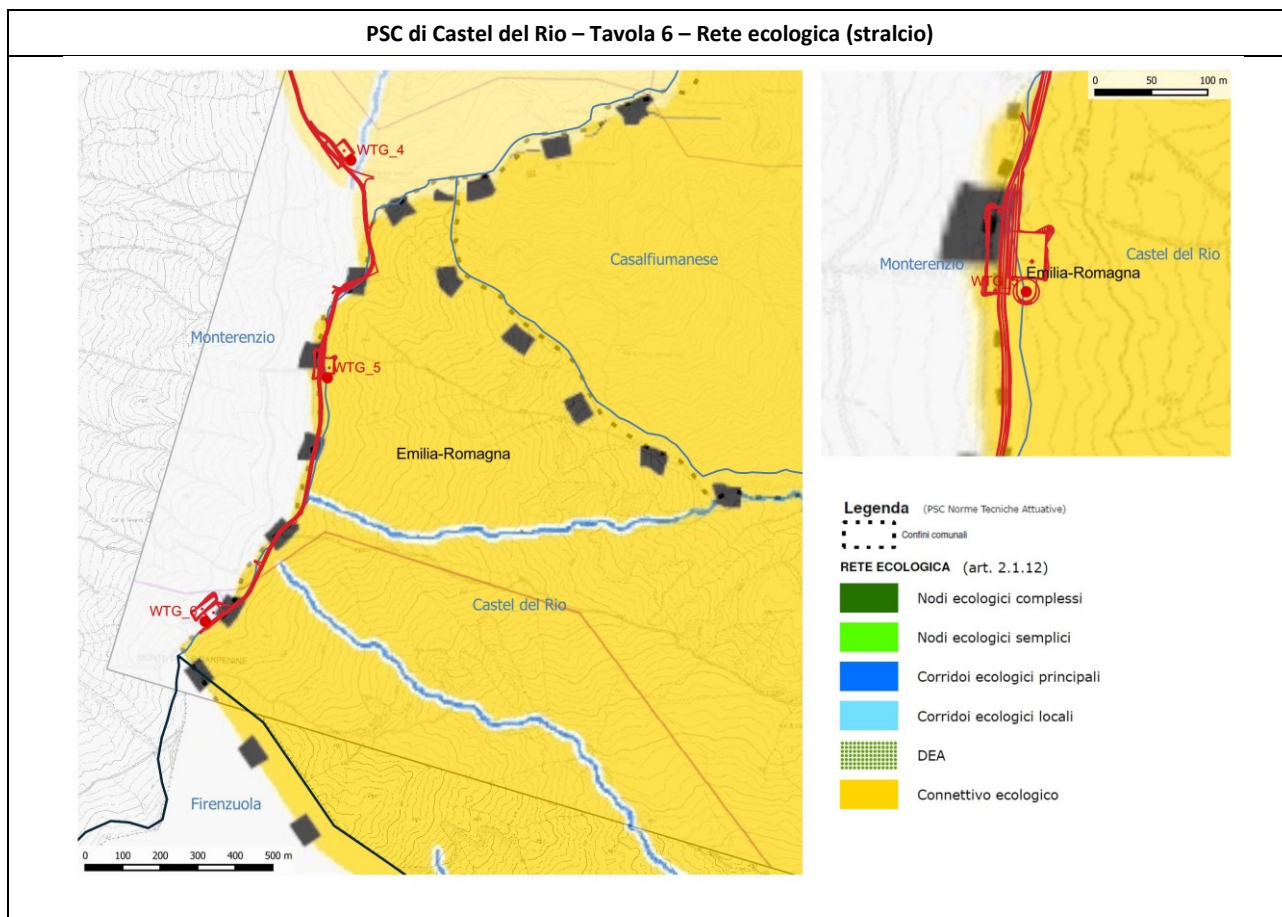 PSC di Castel del Rio – Tavola 6 – Rete ecologica (stralcio)
WTG_4
Casalfiumanese
Monterenzio
WTG_5
Emilia-Romagna
Castel del Rio
WTG_6
Firenzuola
0 100 200 300 400 500 m
0 50 100 m
Monterenzio
Castel del Rio
Emilia-Romagna
Legenda (PSC Norme Tecniche Attuative)
Confini comunali
RETE ECOLOGICA (art. 2.1.12)
Nodi ecologici complessi
Nodi ecologici semplici
Corridoi ecologici principali
Corridoi ecologici locali
DEA
Connettivo ecologico